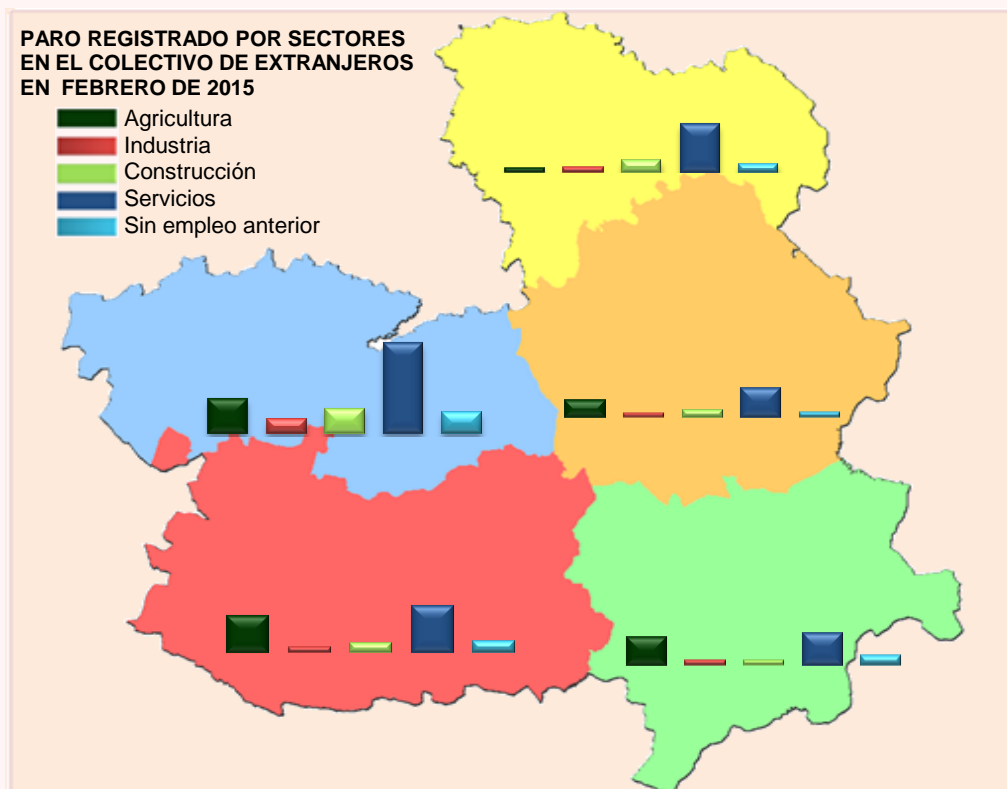 PARO REGISTRADO POR SECTORES
EN EL COLECTIVO DE EXTRANJEROS
EN FEBRERO DE 2015
Agricultura
Industria
Construcción
Servicios
Sin empleo anterior